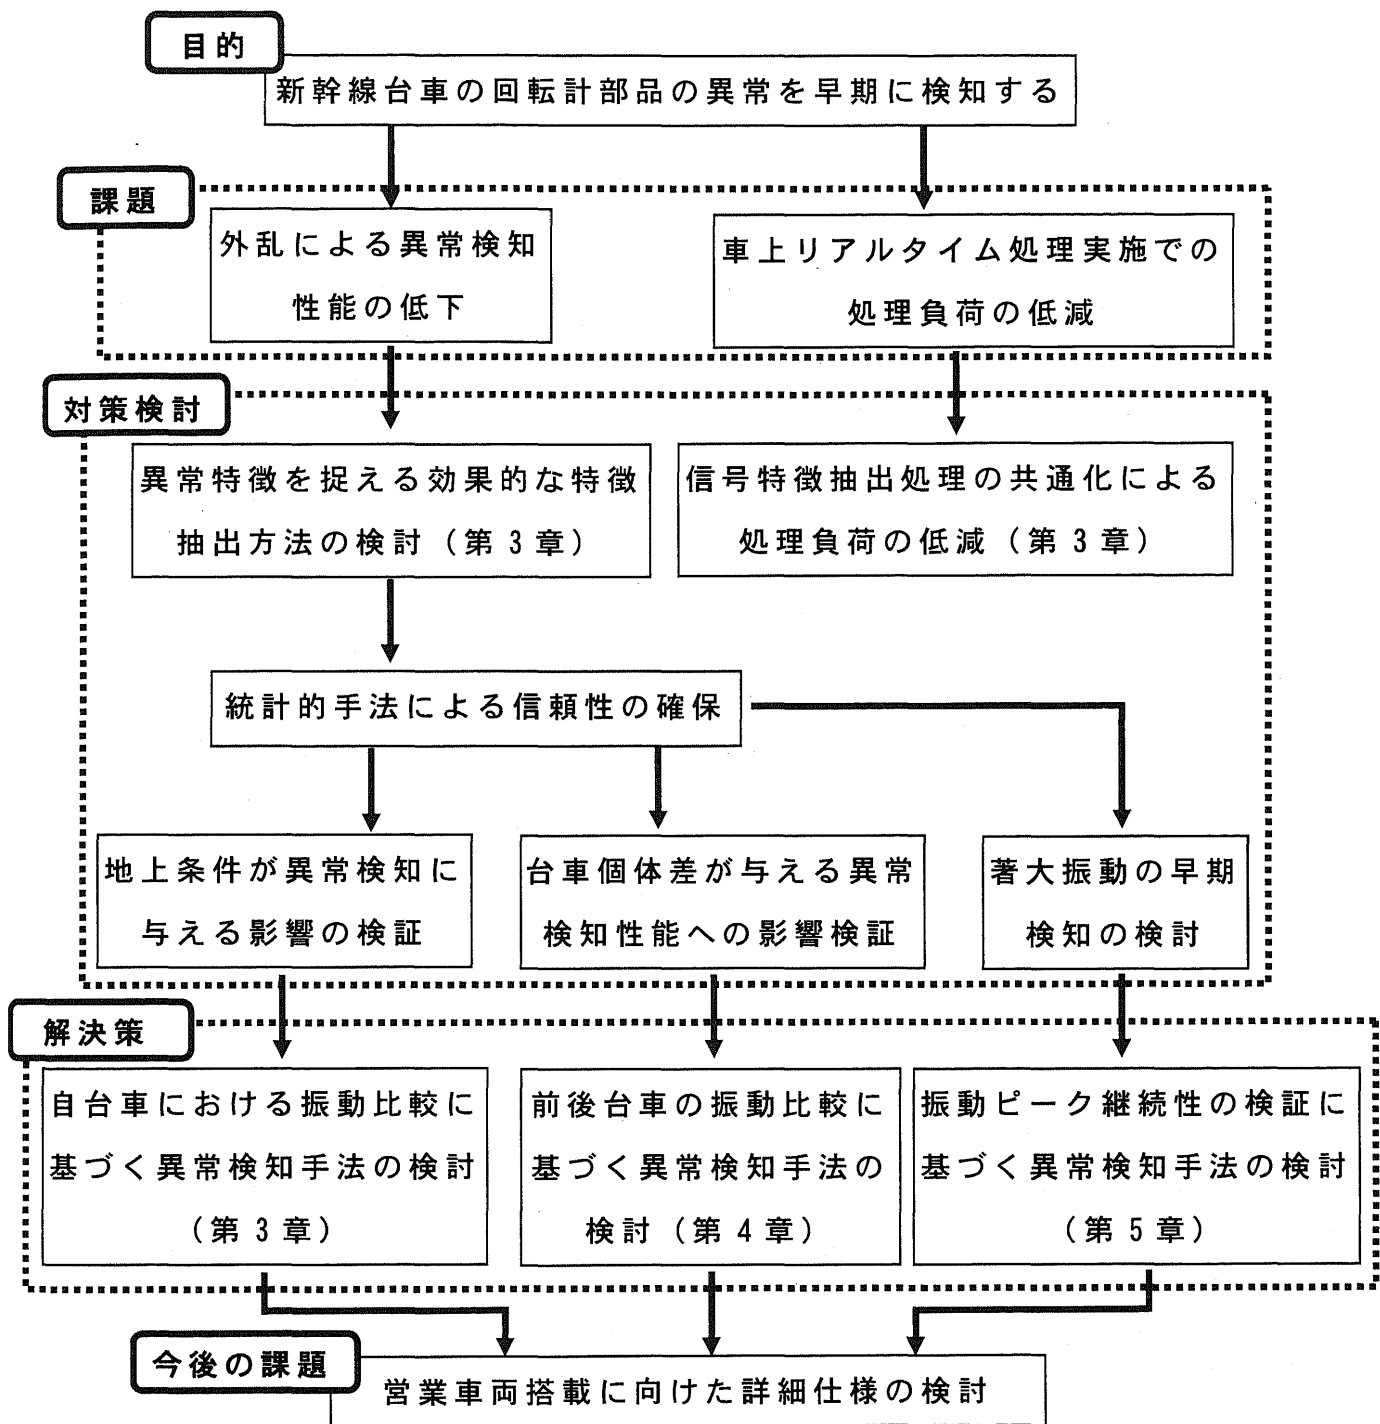 目的
新幹線台車の回転計部品の異常を早期に検知する
課題
外乱による異常検知
性能の低下
車上リアルタイム処理実施での
処理負荷の低減
対策検討
異常特徴を捉える効果的な特徴
抽出方法の検討（第3章）
信号特徴抽出処理の共通化による
処理負荷の低減（第3章）
統計的手法による信頼性の確保
地上条件が異常検知に
与える影響の検証
台車個体差が与える異常
検知性能への影響検証
著大振動の早期
検知の検討
解決策
自台車における振動比較に
基づく異常検知手法の検討
（第3章）
前後台車の振動比較に
基づく異常検知手法の
検討（第4章）
振動ピーク継続性の検証に
基づく異常検知手法の検討
（第5章）
今後の課題
営業車両搭載に向けた詳細仕様の検討